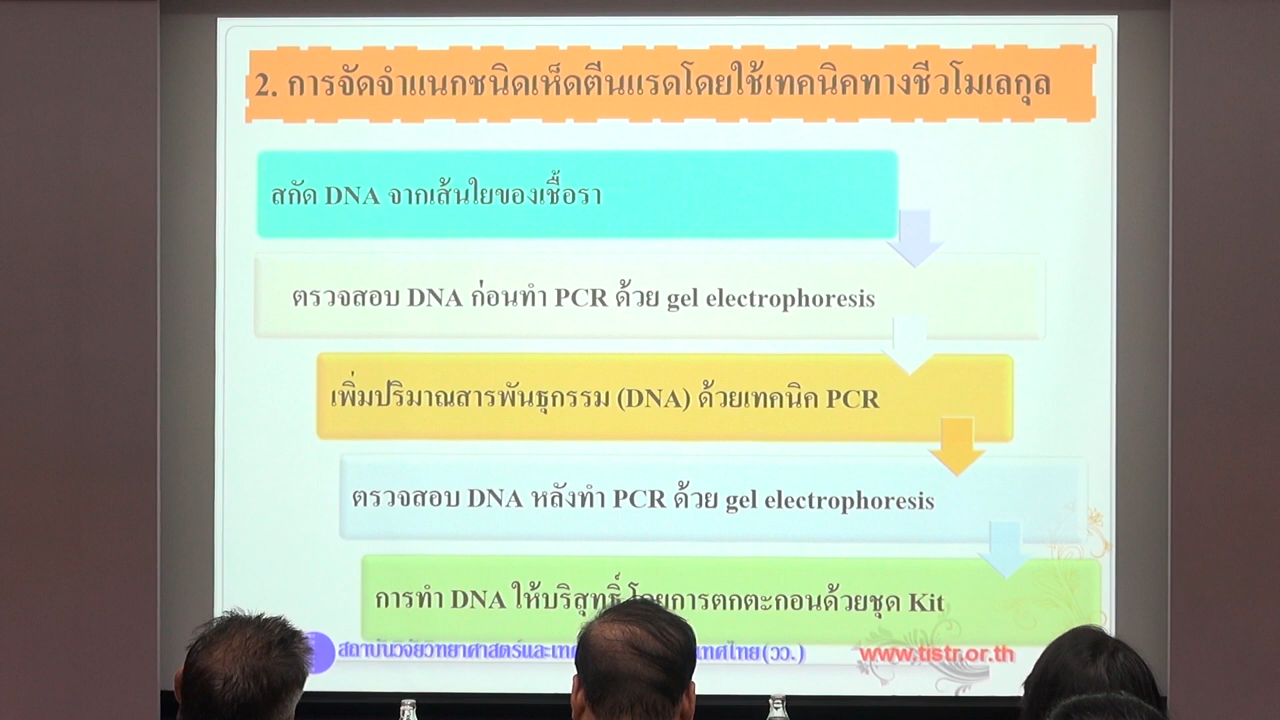 2. การจัดจำแนกชนิดเห็ดตีนแรดโดยใช้เทคนิคทางชีวโมเลกุล
สกัด DNA จากเส้นใยของเชื้อรา
ตรวจสอบ DNA ก่อนทำ PCR ด้วย gel electrophoresis
เพิ่มปริมาณสารพันธุกรรม (DNA) ด้วยเทคนิค PCR
ตรวจสอบ DNA หลังทำ PCR ด้วย gel electrophoresis
การทำ DNA ให้บริสุทธิ์ โดยการตกตะกอนด้วยชุด Kit
สถาบันวิจัยวิทยาศาสตร์และเทค เทศไทย(วว.) www.tistr.or.th